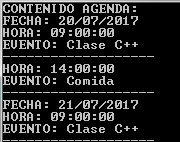 CONTENIDO AGENDA:
FECHA: 20/07/2017
HORA: 09:00:00
EVENTO: Clase C++
-------------------
HORA: 14:00:00
EVENTO: Comida
-------------------
FECHA: 21/07/2017
HORA: 09:00:00
EVENTO: Clase C++
-------------------